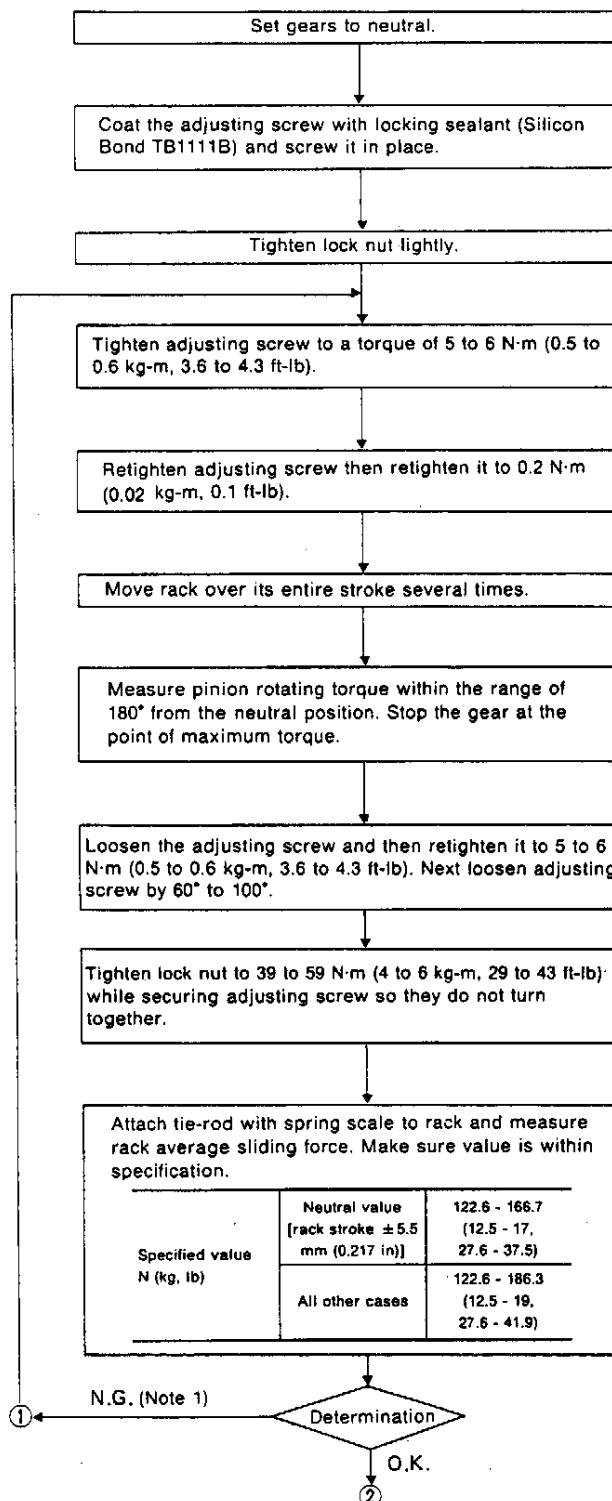 Set gears to neutral.
Coat the adjusting screw with locking sealant (Silicon
Bond TB1111B) and screw it in place.
Tighten lock nut lightly.
Tighten adjusting screw to a torque of 5 to 6 N·m (0.5 to
0.6 kg-m, 3.6 to 4.3 ft-lb).
Retighten adjusting screw then retighten it to 0.2 N·m
(0.02 kg-m, 0.1 ft-lb).
Move rack over its entire stroke several times.
Measure pinion rotating torque within the range of
180° from the neutral position. Stop the gear at the
point of maximum torque.
Loosen the adjusting screw and then retighten it to 5 to 6
N·m (0.5 to 0.6 kg-m, 3.6 to 4.3 ft-lb). Next loosen adjusting
screw by 60° to 100°.
Tighten lock nut to 39 to 59 N·m (4 to 6 kg-m, 29 to 43 ft-lb)
while securing adjusting screw so they do not turn
together.
Attach tie-rod with spring scale to rack and measure
rack average sliding force. Make sure value is within
specification.
Specified value
N (kg, lb)
Neutral value
[rack stroke ±5.5
mm (0.217 in)]
122.6 - 166.7
(12.5 - 17,
27.6 - 37.5)
All other cases
122.6 - 186.3
(12.5 - 19,
27.6 - 41.9)
① N.G. (Note 1)
Determination
O.K.
②